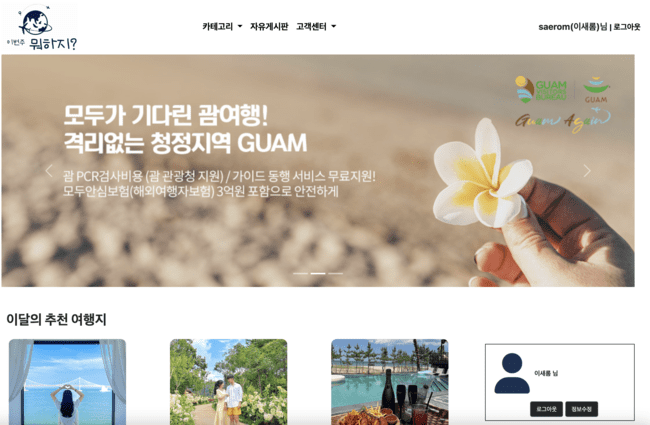 이번주 뭐하지?
카테고리 자유게시판 고객센터
saerom(이새롬)님 | 로그아웃
GUAM
GUAM
Guam Again
모두가 기다린 괌여행!
격리없는 청정지역 GUAM
괌 PCR검사비용 (괌 관광청 지원) / 가이드 동행 서비스 무료지원!
모두안심보험(해외여행자보험) 3억원 포함으로 안전하게
이달의 추천 여행지
이새롬 님
로그아웃 정보수정